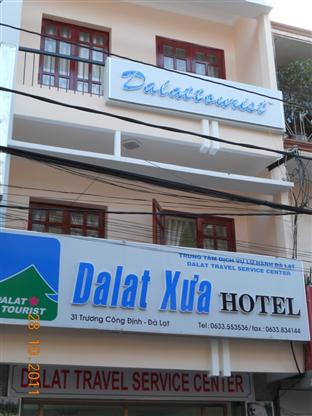 Dalattourist
TRUNG TÂM DỊCH VỤ LỮ HÀNH ĐÀ LẠT
DALAT TRAVEL SERVICE CENTER
DALAT
TOURIST
Dalat Xưa HOTEL
31 Trương Công Định - Đà Lạt
Tel : 0633.553536 / fax : 0633.834144
DALAT TRAVEL SERVICE CENTER
28/10/2011